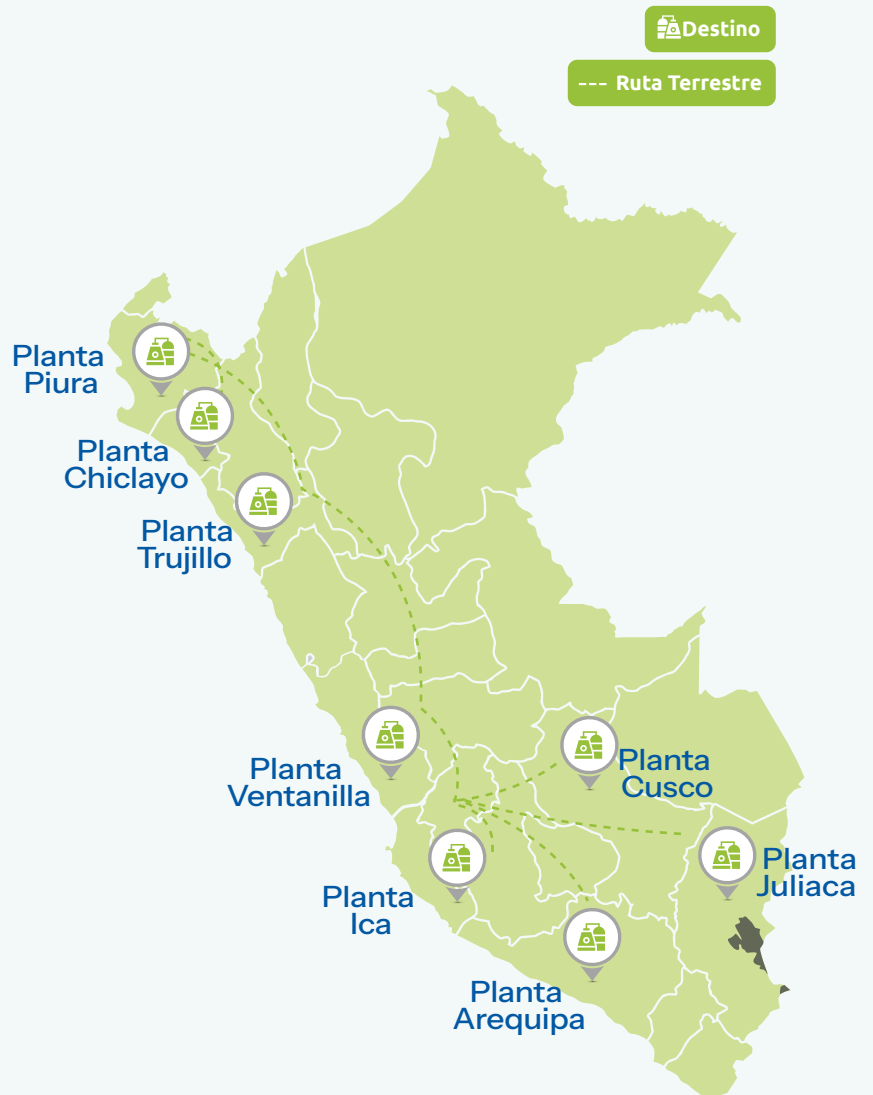 Destino
--- Ruta Terrestre
Planta
Piura
Planta
Chiclayo
Planta
Trujillo
Planta
Ventanilla
Planta
Cusco
Planta
Ica
Planta
Juliaca
Planta
Arequipa